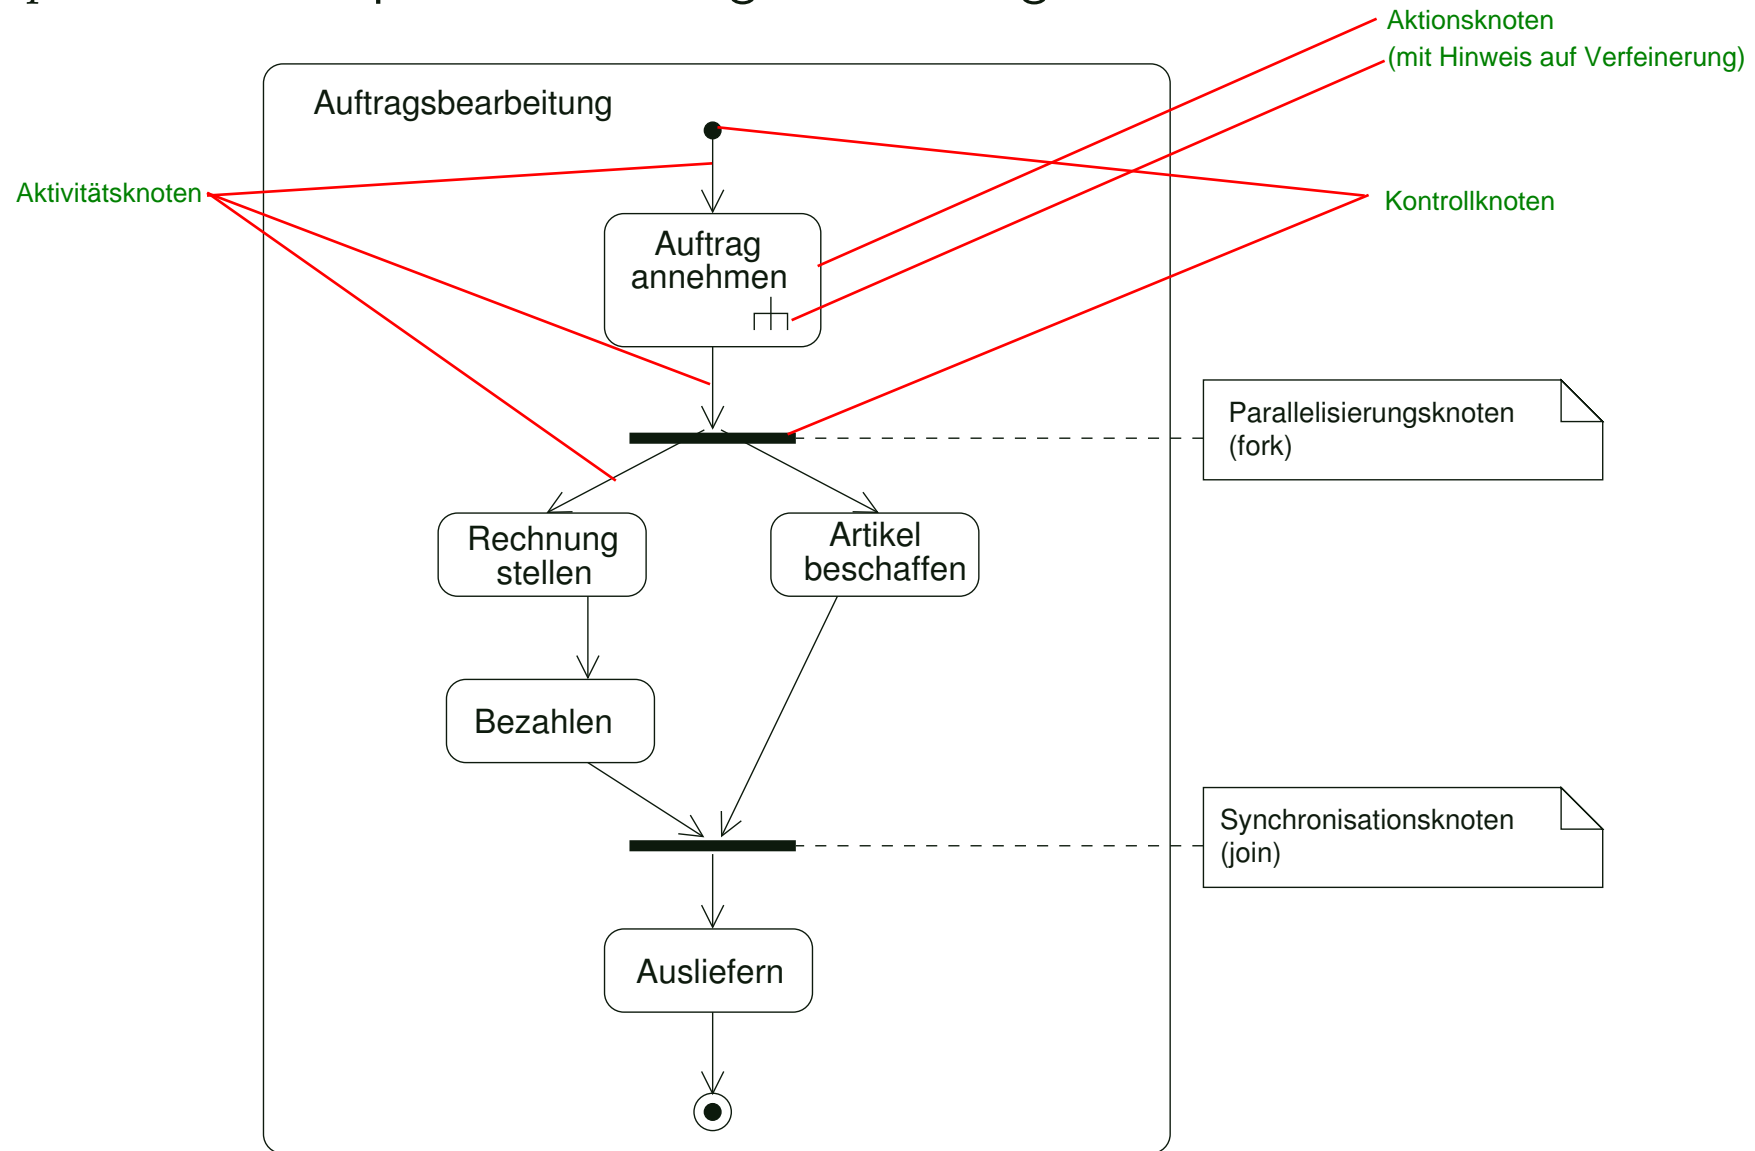 Aktionsknoten
(mit Hinweis auf Verfeinerung)
Auftragsbearbeitung
Aktivitätsknoten
Kontrollknoten
Auftrag
annehmen
Parallelisierungsknoten
(fork)
Rechnung
stellen
Artikel
beschaffen
Bezahlen
Synchronisationsknoten
(join)
Ausliefern